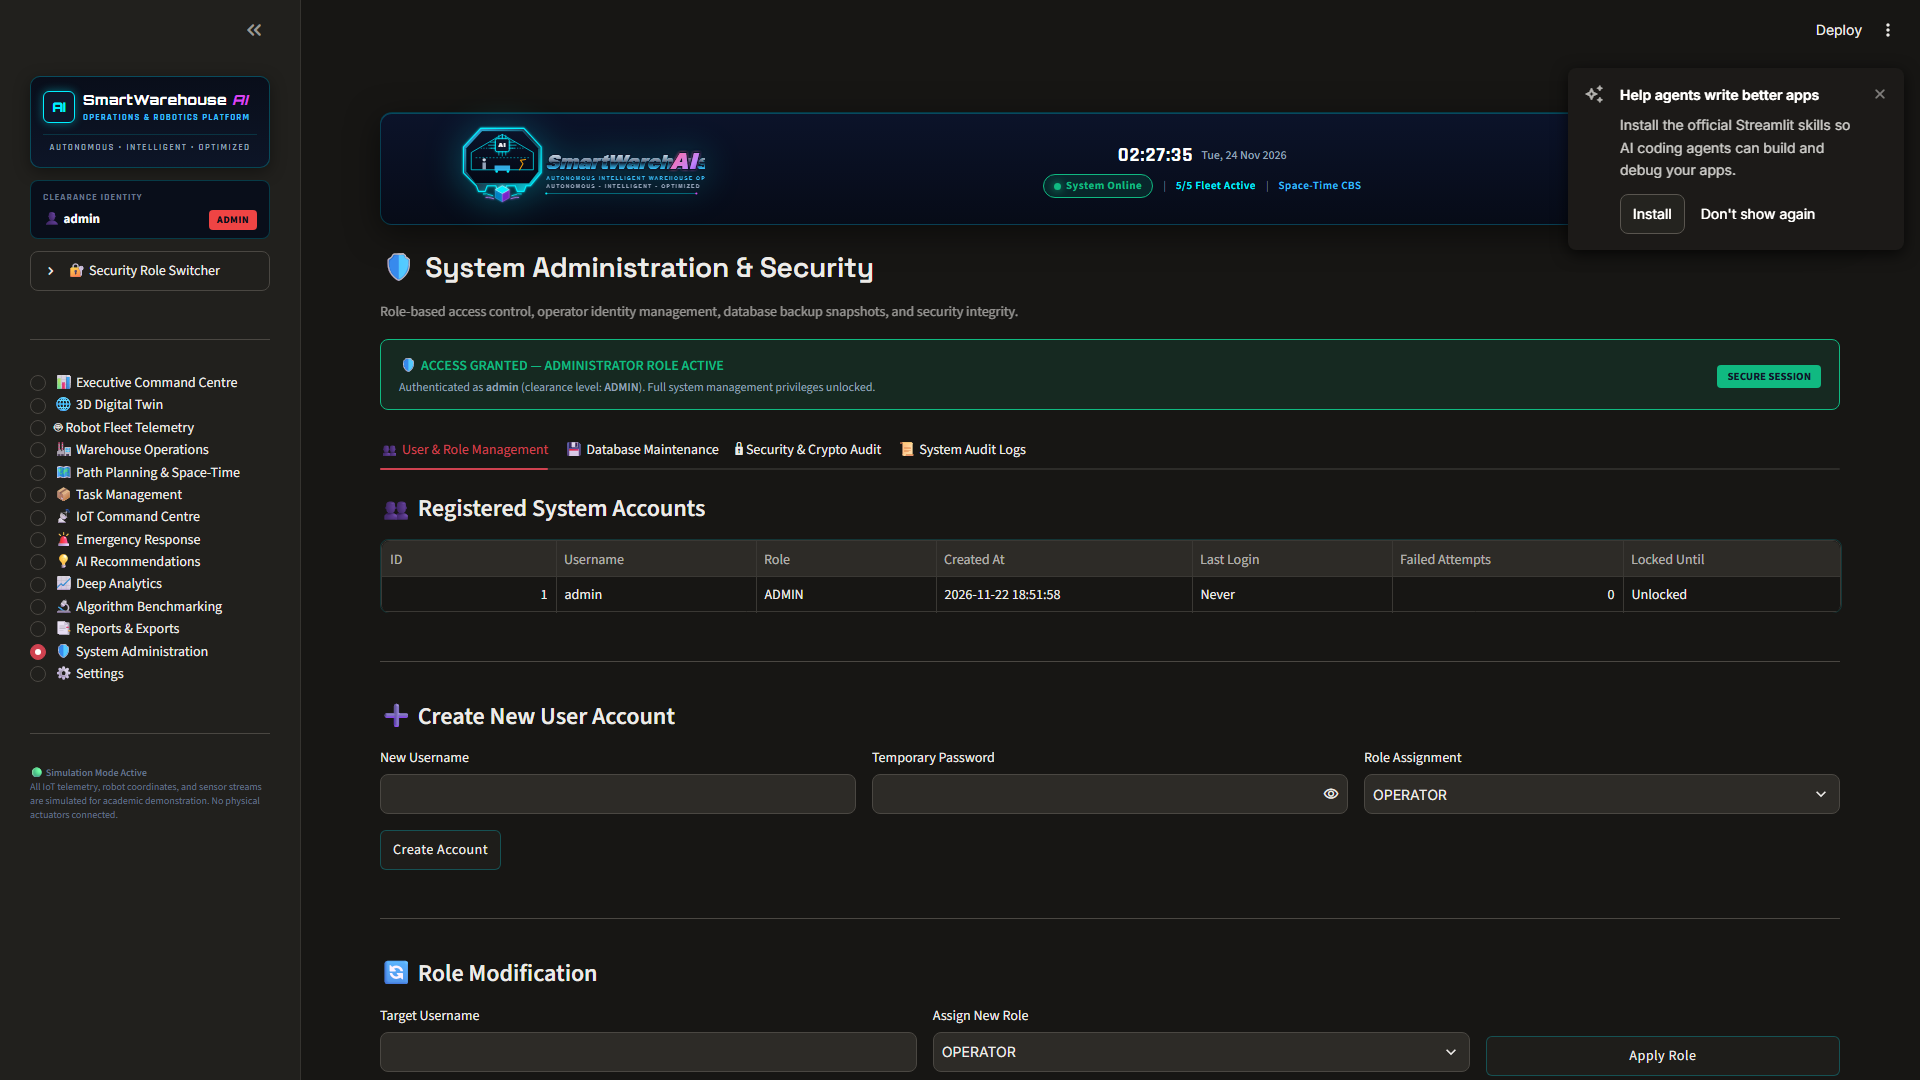 Deploy
AI
SmartWarehouse AI
OPERATIONS & ROBOTICS PLATFORM
AUTONOMOUS • INTELLIGENT • OPTIMIZED
CLEARANCE IDENTITY
admin
ADMIN
Security Role Switcher
Executive Command Centre
3D Digital Twin
Robot Fleet Telemetry
Warehouse Operations
Path Planning & Space-Time
Task Management
IoT Command Centre
Emergency Response
AI Recommendations
Deep Analytics
Algorithm Benchmarking
Reports & Exports
System Administration
Settings
Simulation Mode Active
All IoT telemetry, robot coordinates, and sensor streams
are simulated for academic demonstration. No physical
actuators connected.
AI
AUTONOMOUS INTELLIGENT WAREHOUSE OP
AUTONOMOUS • INTELLIGENT • OPTIMIZED
02:27:35 Tue, 24 Nov 2026
System Online | 5/5 Fleet Active | Space-Time CBS
Help agents write better apps
Install the official Streamlit skills so
AI coding agents can build and
debug your apps.
Install Don't show again
System Administration & Security
Role-based access control, operator identity management, database backup snapshots, and security integrity.
ACCESS GRANTED — ADMINISTRATOR ROLE ACTIVE
Authenticated as admin (clearance level: ADMIN). Full system management privileges unlocked.
SECURE SESSION
User & Role Management Database Maintenance Security & Crypto Audit System Audit Logs
Registered System Accounts
ID Username Role Created At Last Login Failed Attempts Locked Until
1 admin ADMIN 2026-11-22 18:51:58 Never 0 Unlocked
Create New User Account
New Username Temporary Password Role Assignment
OPERATOR
Create Account
Role Modification
Target Username Assign New Role
OPERATOR
Apply Role